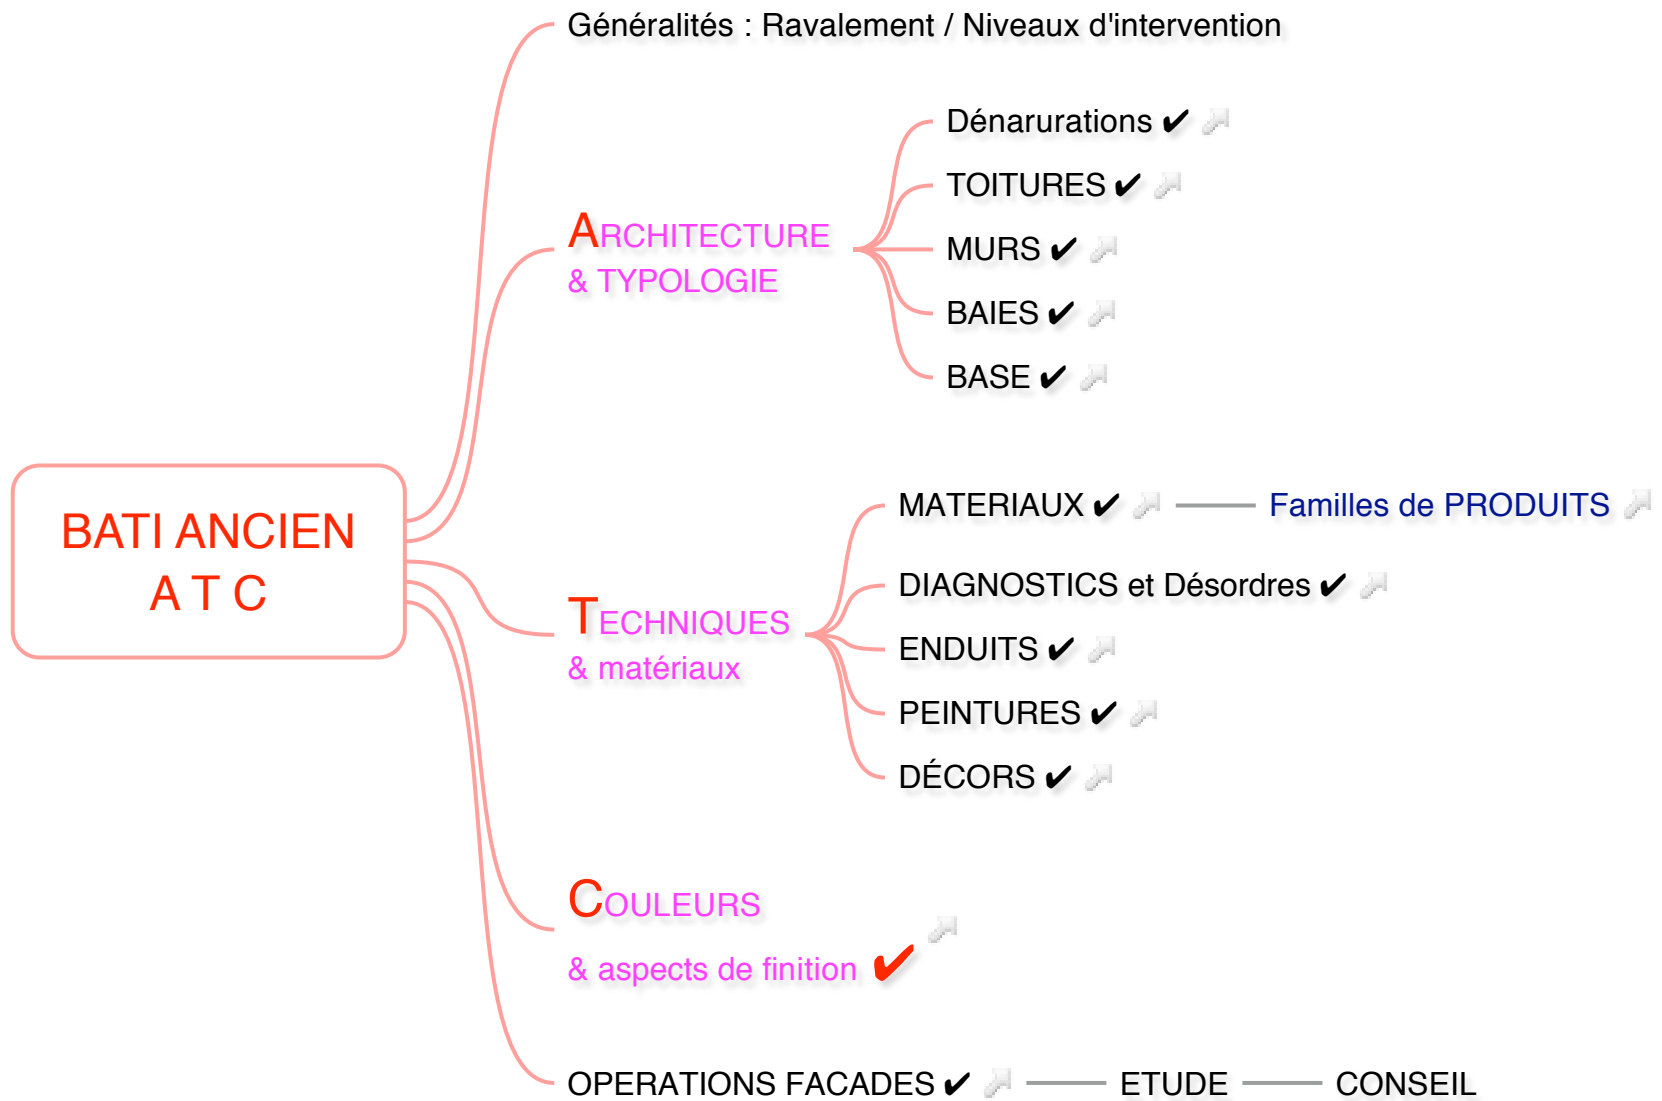 Généralités : Ravalement / Niveaux d'intervention
Dénarurations ✔
TOITURES ✔
ARCHITECTURE
& TYPOLOGIE
MURS ✔
BAIES ✔
BASE ✔
BATI ANCIEN
A T C
MATERIAUX ✔ Familles de PRODUITS
DIAGNOSTICS et Désordres ✔
TECHNIQUES
& matériaux
ENDUITS ✔
PEINTURES ✔
DÉCORS ✔
COULEURS
& aspects de finition ✔
OPERATIONS FACADES ✔ ETUDE CONSEIL